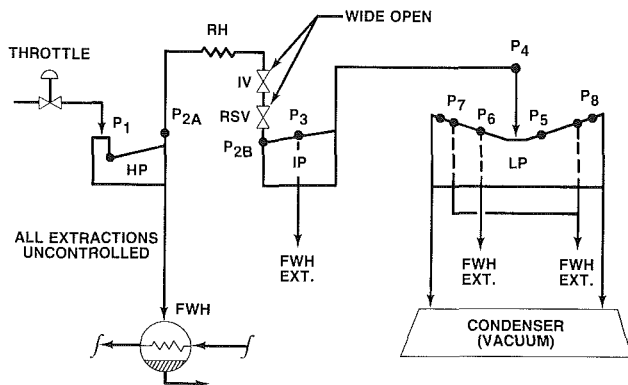 WIDE OPEN
RH
THROTTLE
IV
P4
P1
P2A
RSV
P3
P7
P6
P5
P8
HP
P2B
IP
LP
ALL EXTRACTIONS
UNCONTROLLED
FWH
EXT.
FWH
EXT.
FWH
EXT.
FWH
CONDENSER
(VACUUM)